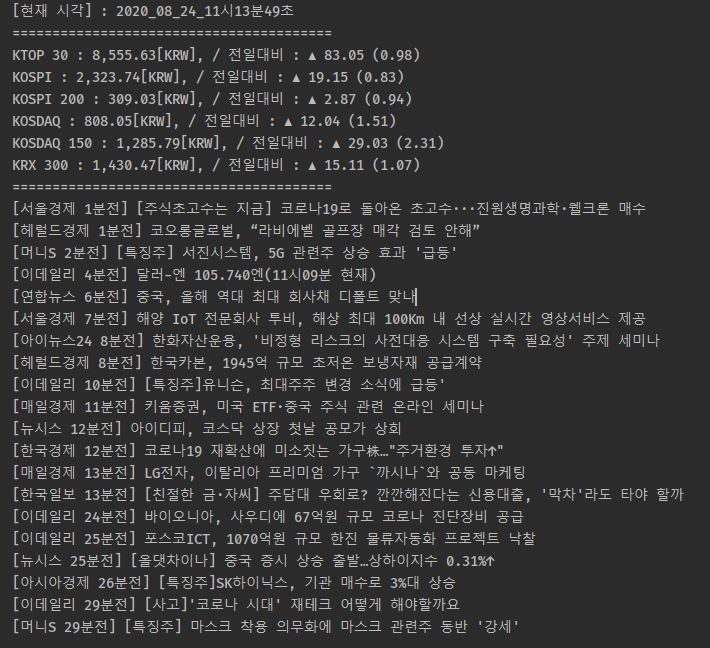 [현재 시각] : 2020_08_24_11시13분49초
========================================
KTOP 30 : 8,555.63[KRW], / 전일대비 : ▲ 83.05 (0.98)
KOSPI : 2,323.74[KRW], / 전일대비 : ▲ 19.15 (0.83)
KOSPI 200 : 309.03[KRW], / 전일대비 : ▲ 2.87 (0.94)
KOSDAQ : 808.05[KRW], / 전일대비 : ▲ 12.04 (1.51)
KOSDAQ 150 : 1,285.79[KRW], / 전일대비 : ▲ 29.03 (2.31)
KRX 300 : 1,430.47[KRW], / 전일대비 : ▲ 15.11 (1.07)
========================================
[서울경제 1분전] [주식초고수는 지금] 코로나19로 돌아온 초고수···진원생명과학·웰크론 매수
[헤럴드경제 1분전] 코오롱글로벌, “라비에벨 골프장 매각 검토 안해”
[머니S 2분전] [특징주] 서진시스템, 5G 관련주 상승 효과 '급등'
[이데일리 4분전] 달러-엔 105.740엔(11시09분 현재)
[연합뉴스 6분전] 중국, 올해 역대 최대 회사채 디폴트 맞나
[서울경제 7분전] 해양 IoT 전문회사 투비, 해상 최대 100Km 내 선상 실시간 영상서비스 제공
[아이뉴스24 8분전] 한화자산운용, '비정형 리스크의 사전대응 시스템 구축 필요성' 주제 세미나
[헤럴드경제 8분전] 한국카본, 1945억 규모 초저온 보냉자재 공급계약
[이데일리 10분전] [특징주]유니슨, 최대주주 변경 소식에 급등'
[매일경제 11분전] 키움증권, 미국 ETF·중국 주식 관련 온라인 세미나
[뉴시스 12분전] 아이디피, 코스닥 상장 첫날 공모가 상회
[한국경제 12분전] 코로나19 재확산에 미소짓는 가구株…"주거환경 투자↑"
[매일경제 13분전] LG전자, 이탈리아 프리미엄 가구 `까시나`와 공동 마케팅
[한국일보 13분전] [친절한 금·자씨] 주담대 우회로? 깐깐해진다는 신용대출, '막차'라도 타야 할까
[이데일리 24분전] 바이오니아, 사우디에 67억원 규모 코로나 진단장비 공급
[이데일리 25분전] 포스코ICT, 1070억원 규모 한진 물류자동화 프로젝트 낙찰
[뉴시스 25분전] [올댓차이나] 중국 증시 상승 출발…상하이지수 0.31%↑
[아시아경제 26분전] [특징주]SK하이닉스, 기관 매수로 3%대 상승
[이데일리 29분전] [사고]'코로나 시대' 재테크 어떻게 해야할까요
[머니S 29분전] [특징주] 마스크 착용 의무화에 마스크 관련주 동반 '강세'